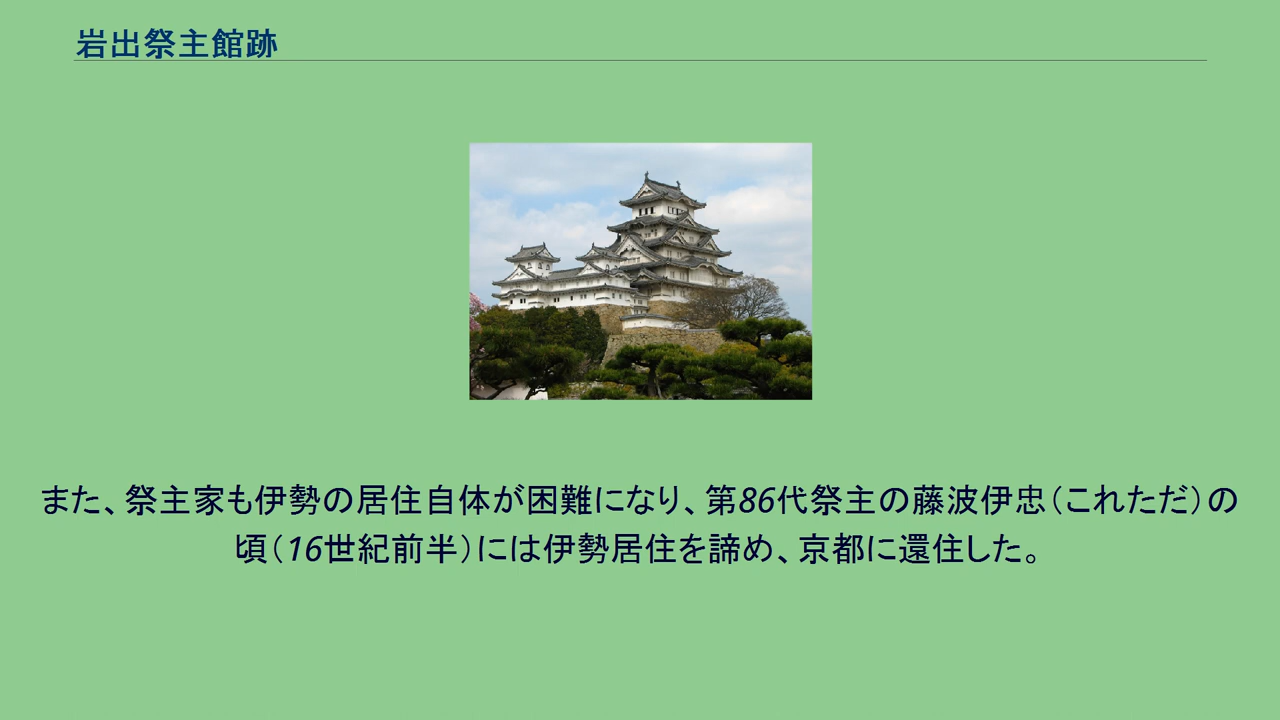 岩出祭主館跡
また、祭主家も伊勢の居住自体が困難になり、第86代祭主の藤波伊忠（これただ）の
頃（16世紀前半）には伊勢居住を諦め、京都に還住した。